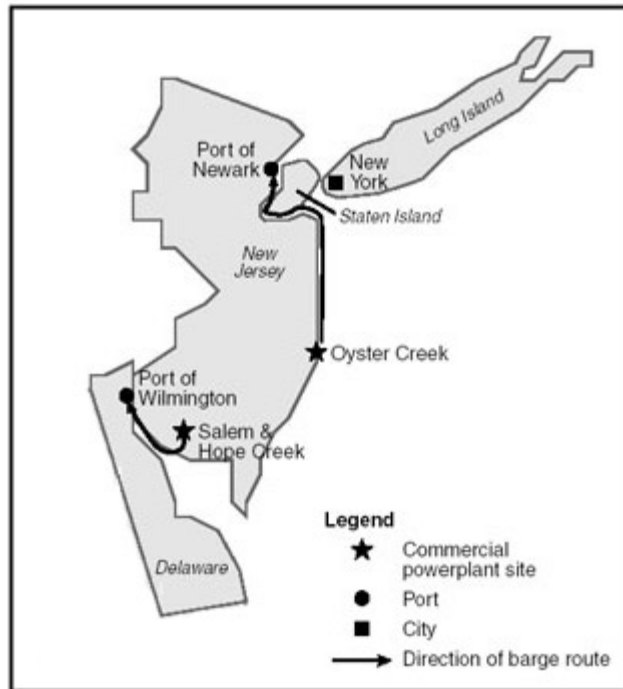 Long Island
Port of
Newark
New
York
Staten Island
New
Jersey
Oyster Creek
Port of
Wilmington
Salem &
Hope Creek
Delaware
Legend
Commercial
powerplant site
Port
City
Direction of barge route